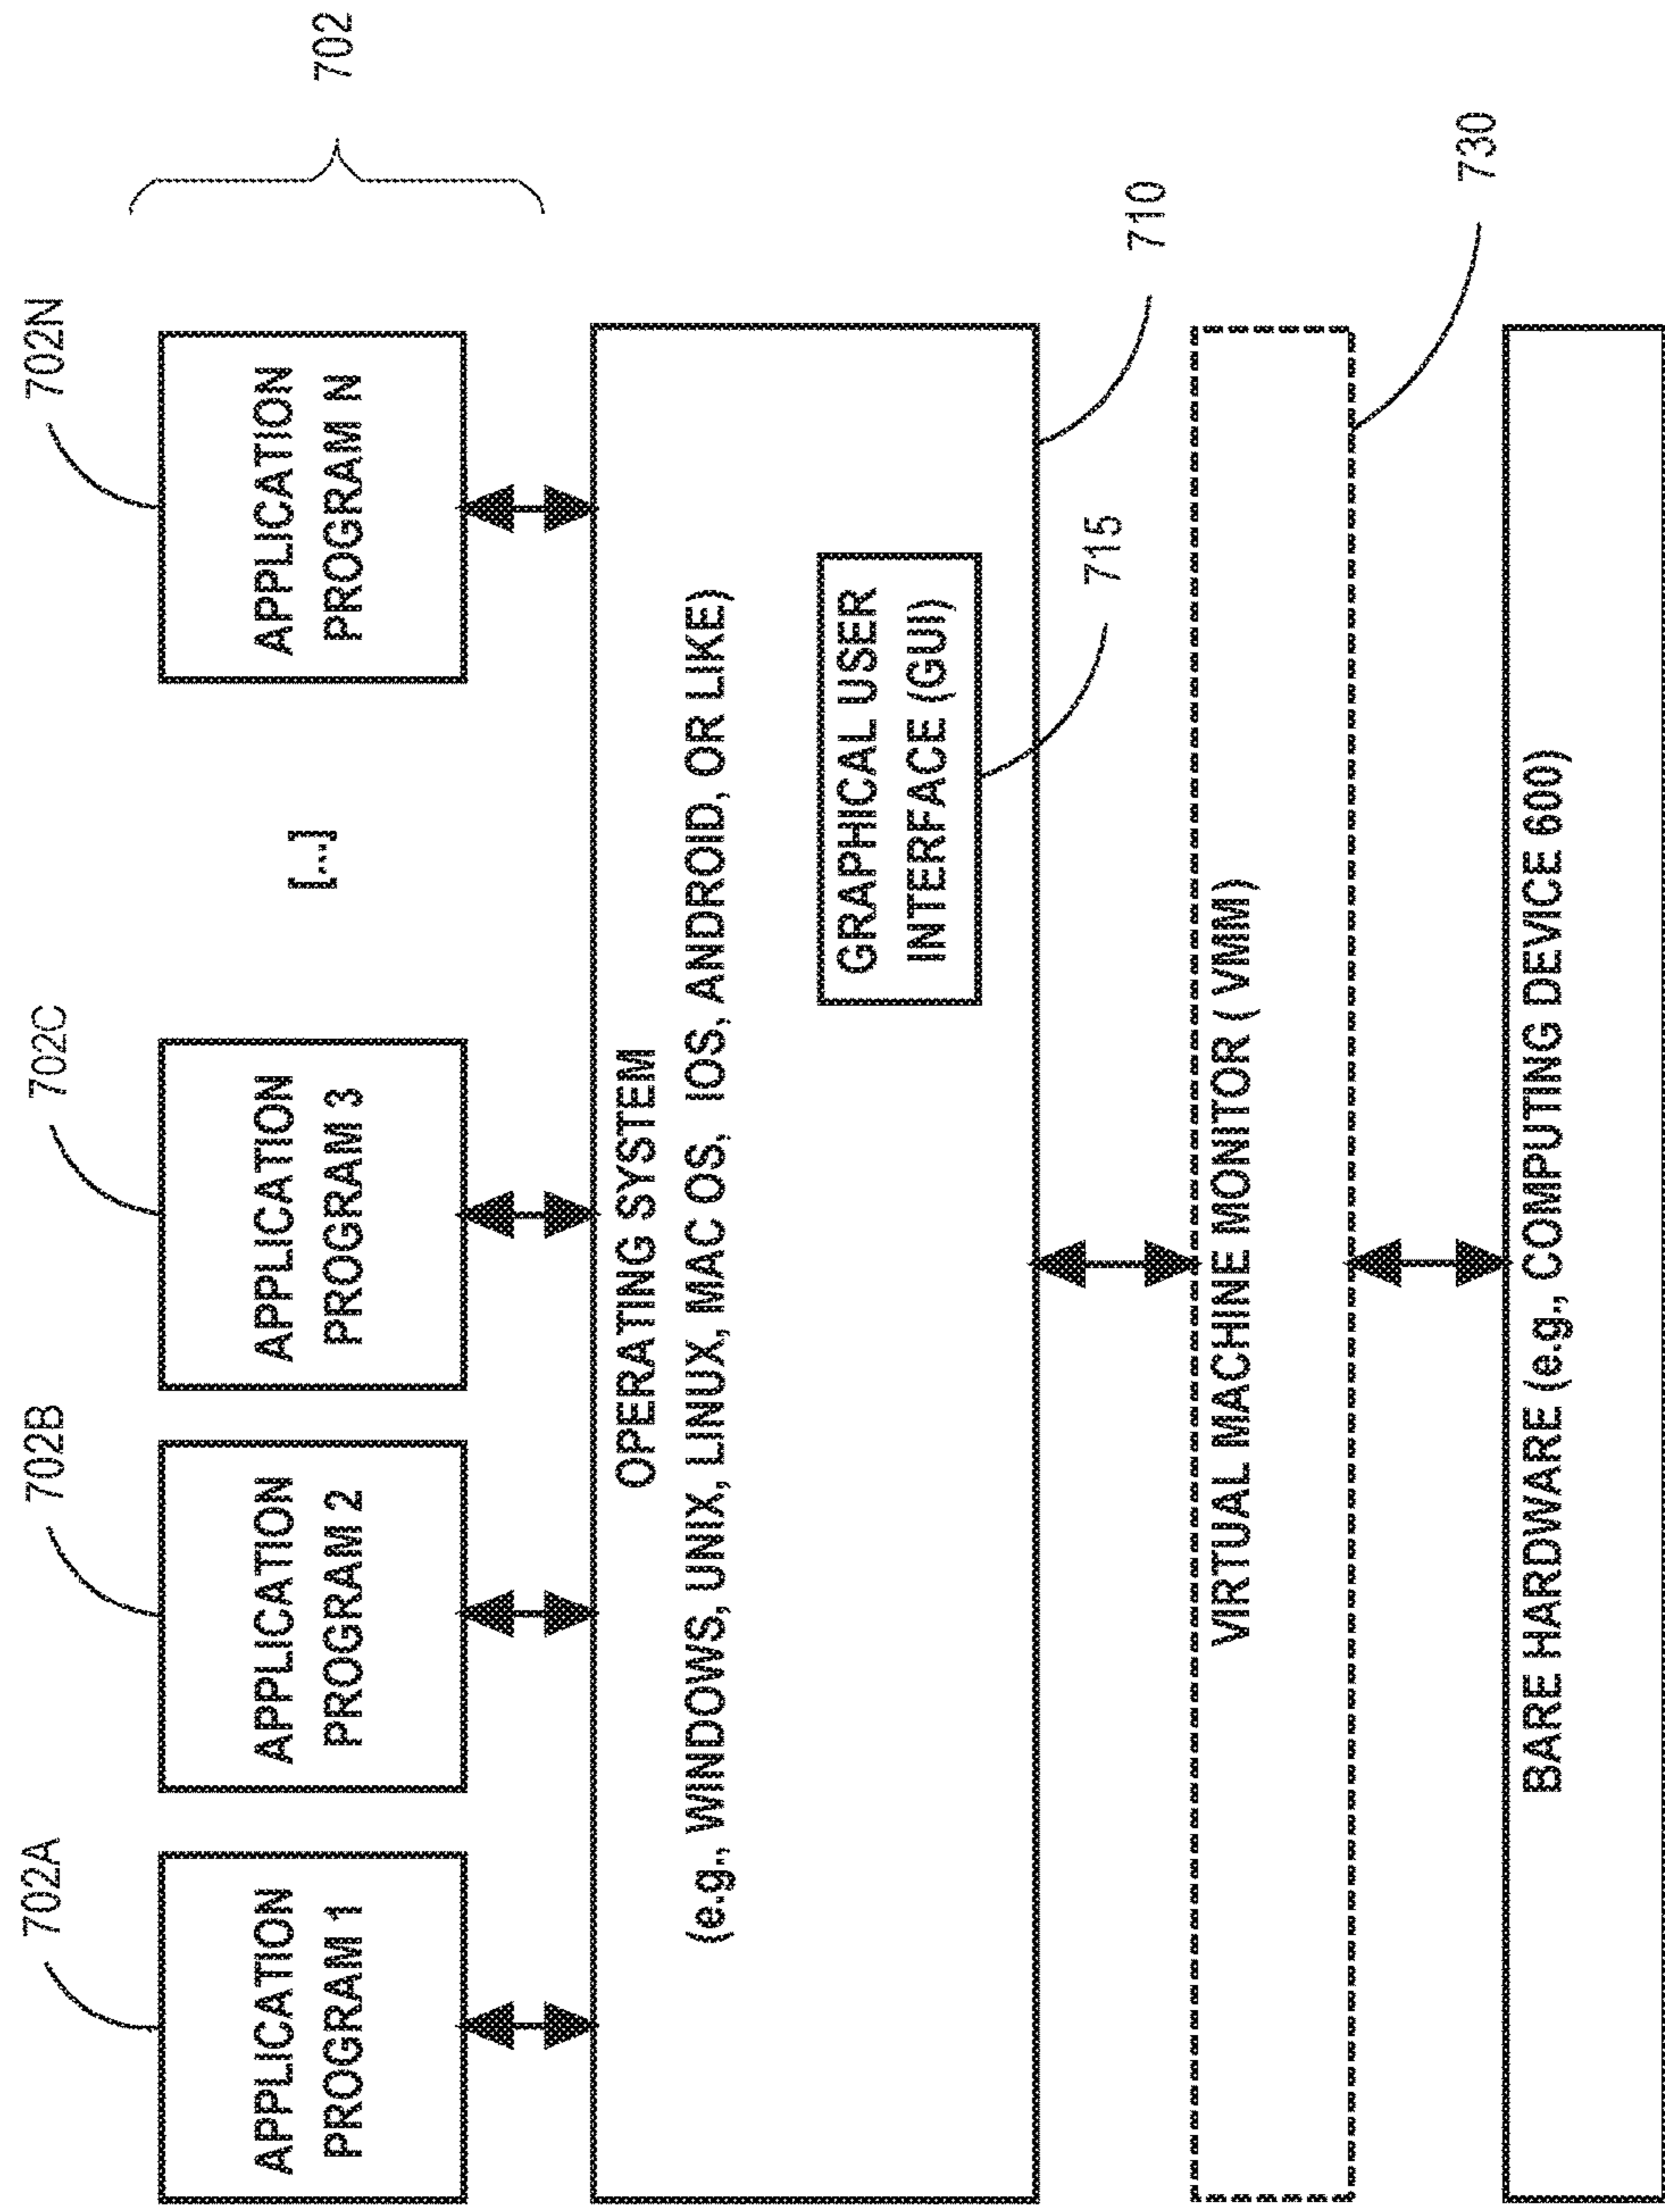 702A
702B
702C
702N
702
APPLICATION
PROGRAM 1
APPLICATION
PROGRAM 2
APPLICATION
PROGRAM 3
[...]
APPLICATION
PROGRAM N
OPERATING SYSTEM
(e.g., WINDOWS, UNIX, LINUX, MAC OS, IOS, ANDROID, OR LIKE)
GRAPHICAL USER
INTERFACE (GUI)
715
710
VIRTUAL MACHINE MONITOR ( VMM)
730
BARE HARDWARE (e.g., COMPUTING DEVICE 600)